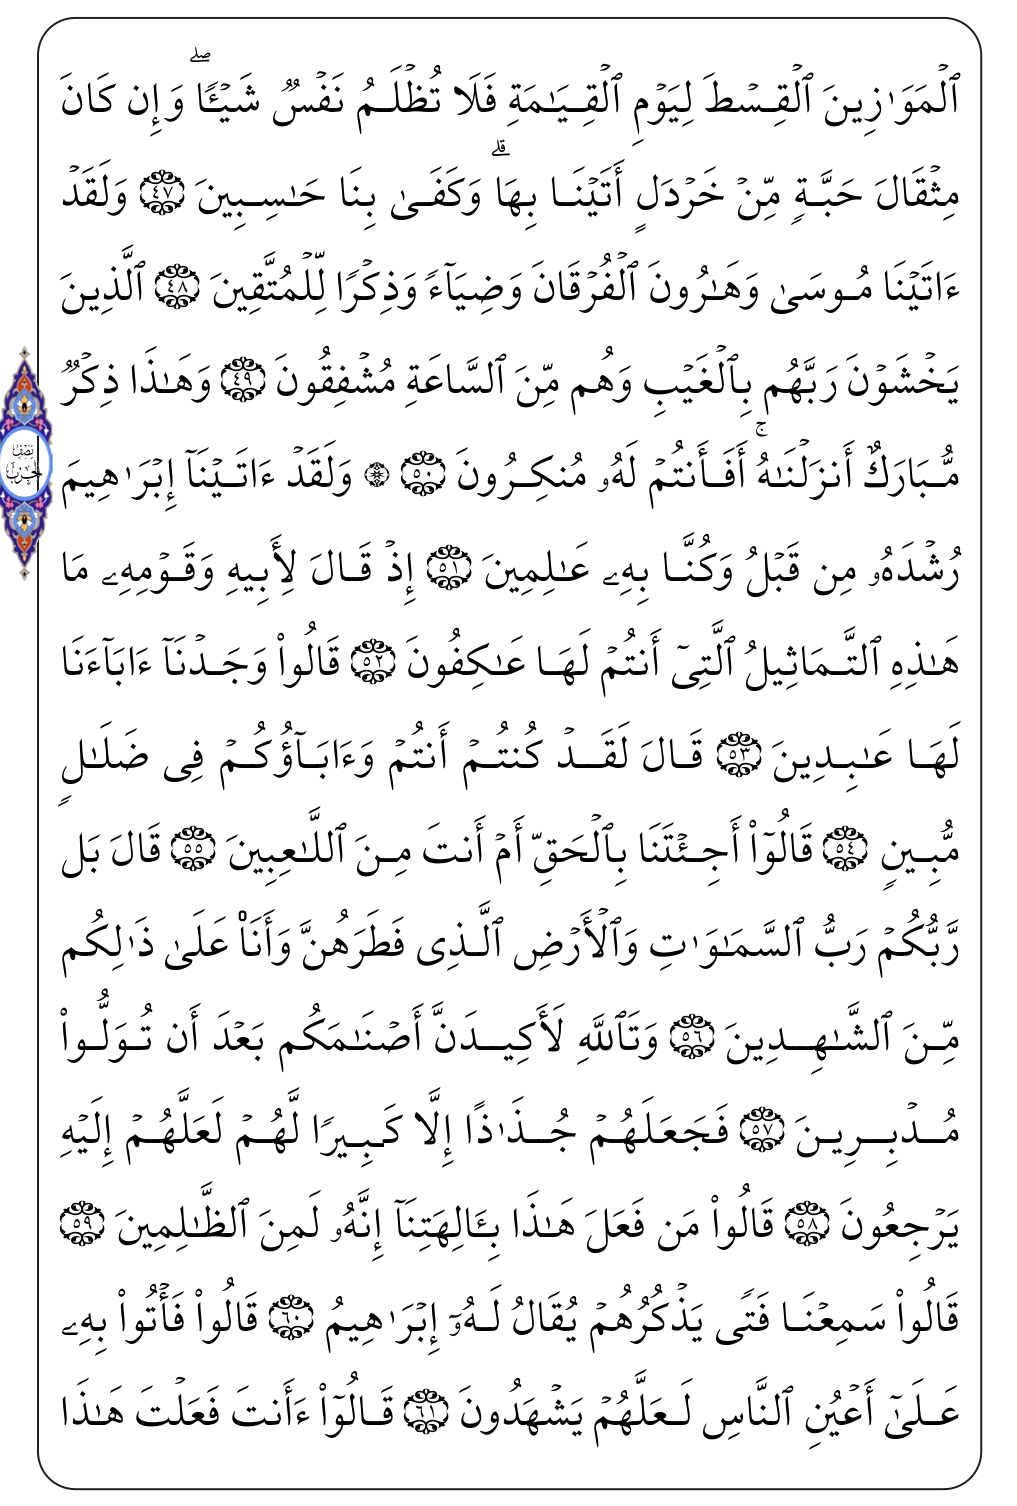 ٱلۡمَوَٰزِينَ ٱلۡقِسۡطَ لِيَوۡمِ ٱلۡقِيَٰمَةِ فَلَا تُظۡلَمُ نَفۡسٞ شَيۡـٔٗاۖ وَإِن كَانَ
مِثۡقَالَ حَبَّةٖ مِّنۡ خَرۡدَلٍ أَتَيۡنَا بِهَاۗ وَكَفَىٰ بِنَا حَٰسِبِينَ ٤٧ وَلَقَدۡ
ءَاتَيۡنَا مُوسَىٰ وَهَٰرُونَ ٱلۡفُرۡقَانَ وَضِيَآءٗ وَذِكۡرٗا لِّلۡمُتَّقِينَ ٤٨ ٱلَّذِينَ
يَخۡشَوۡنَ رَبَّهُم بِٱلۡغَيۡبِ وَهُم مِّنَ ٱلسَّاعَةِ مُشۡفِقُونَ ٤٩ وَهَٰذَا ذِكۡرٞ
مُّبَارَكٌ أَنزَلۡنَٰهُۚ أَفَأَنتُمۡ لَهُۥ مُنكِرُونَ ٥٠ ۞ وَلَقَدۡ ءَاتَيۡنَآ إِبۡرَٰهِيمَ
نصف الحزب
رُشۡدَهُۥ مِن قَبۡلُ وَكُنَّا بِهِۦ عَٰلِمِينَ ٥١ إِذۡ قَالَ لِأَبِيهِ وَقَوۡمِهِۦ مَا
هَٰذِهِ ٱلتَّمَاثِيلُ ٱلَّتِيٓ أَنتُمۡ لَهَا عَٰكِفُونَ ٥٢ قَالُواْ وَجَدۡنَآ ءَابَآءَنَا
لَهَا عَٰبِدِينَ ٥٣ قَالَ لَقَدۡ كُنتُمۡ أَنتُمۡ وَءَابَآؤُكُمۡ فِي ضَلَٰلٖ
مُّبِينٖ ٥٤ قَالُوٓاْ أَجِئۡتَنَا بِٱلۡحَقِّ أَمۡ أَنتَ مِنَ ٱللَّٰعِبِينَ ٥٥ قَالَ بَل
رَّبُّكُمۡ رَبُّ ٱلسَّمَٰوَٰتِ وَٱلۡأَرۡضِ ٱلَّذِي فَطَرَهُنَّ وَأَنَا۠ عَلَىٰ ذَٰلِكُم
مِّنَ ٱلشَّٰهِدِينَ ٥٦ وَتَٱللَّهِ لَأَكِيدَنَّ أَصۡنَٰمَكُم بَعۡدَ أَن تُوَلُّواْ
مُدۡبِرِينَ ٥٧ فَجَعَلَهُمۡ جُذَٰذًا إِلَّا كَبِيرٗا لَّهُمۡ لَعَلَّهُمۡ إِلَيۡهِ
يَرۡجِعُونَ ٥٨ قَالُواْ مَن فَعَلَ هَٰذَا بِـَٔالِهَتِنَآ إِنَّهُۥ لَمِنَ ٱلظَّٰلِمِينَ ٥٩
قَالُواْ سَمِعۡنَا فَتٗى يَذۡكُرُهُمۡ يُقَالُ لَهُۥٓ إِبۡرَٰهِيمُ ٦٠ قَالُواْ فَأۡتُواْ بِهِۦ
عَلَىٰٓ أَعۡيُنِ ٱلنَّاسِ لَعَلَّهُمۡ يَشۡهَدُونَ ٦١ قَالُوٓاْ ءَأَنتَ فَعَلۡتَ هَٰذَا